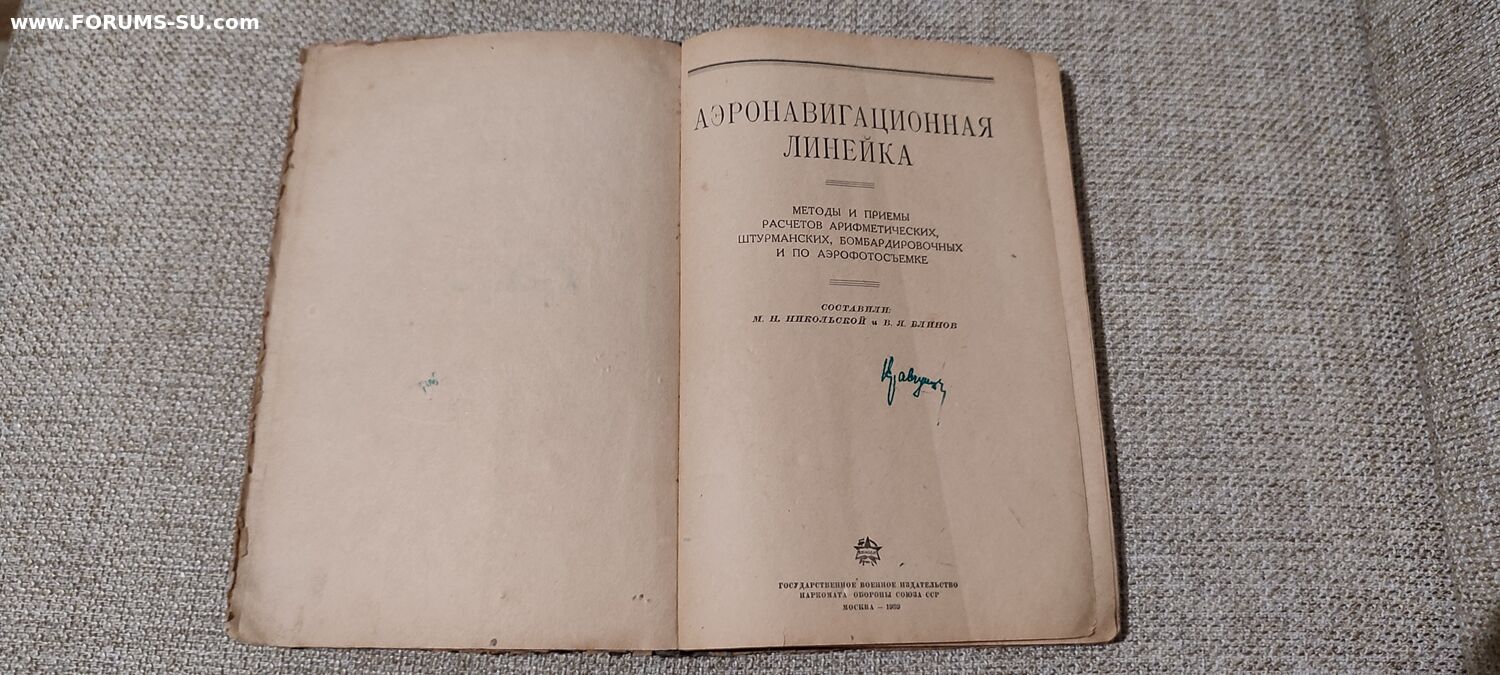 www.FORUMS-SU.com
АЭРОНАВИГАЦИОННАЯ
ЛИНЕЙКА
МЕТОДЫ И ПРИЕМЫ
РАСЧЕТОВ АРИФМЕТИЧЕСКИХ,
ШТУРМАНСКИХ, БОМБАРДИРОВОЧНЫХ
И ПО АЭРОФОТОСЪЕМКЕ
СОСТАВИЛИ:
М. Н. НИКОЛЬСКОЙ и В. Я. БЛИНОВ
ГОСУДАРСТВЕННОЕ ВОЕННОЕ ИЗДАТЕЛЬСТВО
НАРКОМАТА ОБОРОНЫ СОЮЗА ССР
МОСКВА — 1939